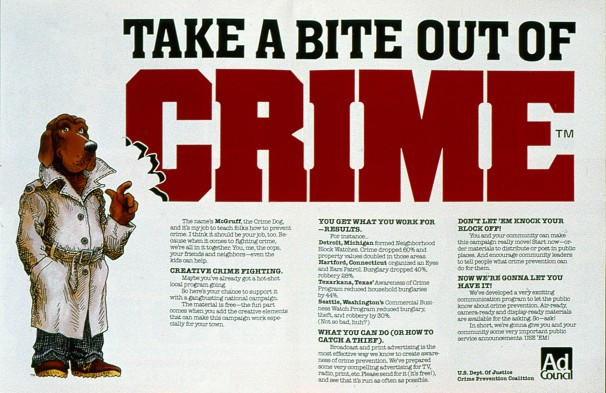 TAKE A BITE OUT OF
CRIME™
The name's McGruff, the Crime Dog,
and it's my job to teach folks how to prevent
crime. I think it should be your job, too. Be-
cause when it comes to fighting crime,
we're all in it together. You, me, the cops,
your friends and neighbors—even the
kids can help.
CREATIVE CRIME FIGHTING.
Maybe you've already got a hot-shot
local program going.
So here's your chance to support it
with a gangbusting national campaign.
The material is free—the fun part
comes when you add the creative elements
that can make this campaign work espe-
cially for your town.
YOU GET WHAT YOU WORK FOR
—RESULTS.
For instance...
Detroit, Michigan formed Neighborhood
Block Watches. Crime dropped 60% and
property values doubled in those areas.
Hartford, Connecticut organized an Eyes
and Ears Patrol. Burglary dropped 40%,
robbery 28%.
Texarkana, Texas' Awareness of Crime
Program reduced household burglaries
by 44%.
Seattle, Washington's Commercial Busi-
ness Watch Program reduced burglary,
theft, and robbery by 30%.
(Not so bad, huh?)
WHAT YOU CAN DO (OR HOW TO
CATCH A THIEF).
Broadcast and print advertising is the
most effective way we know to create aware-
ness of crime prevention. We've prepared
some very compelling advertising for TV,
radio, print, etc. Please send for it (it's free!),
and see that it's run as often as possible.
DON'T LET 'EM KNOCK YOUR
BLOCK OFF!
You and your community can make
this campaign really move! Start now—or-
der materials to distribute or post in public
places. And encourage community leaders
to tell people what crime prevention can
do for them.
NOW WE'RE GONNA LET YOU
HAVE IT!
We've developed a very exciting
communication program to let the public
know about crime prevention. Air-ready,
camera-ready and display-ready materials
are available for the asking. So—ask!
In short, we're gonna give you and your
community some very important public
service announcements. USE 'EM!
U.S. Dept. Of Justice
Crime Prevention Coalition
Ad
Council